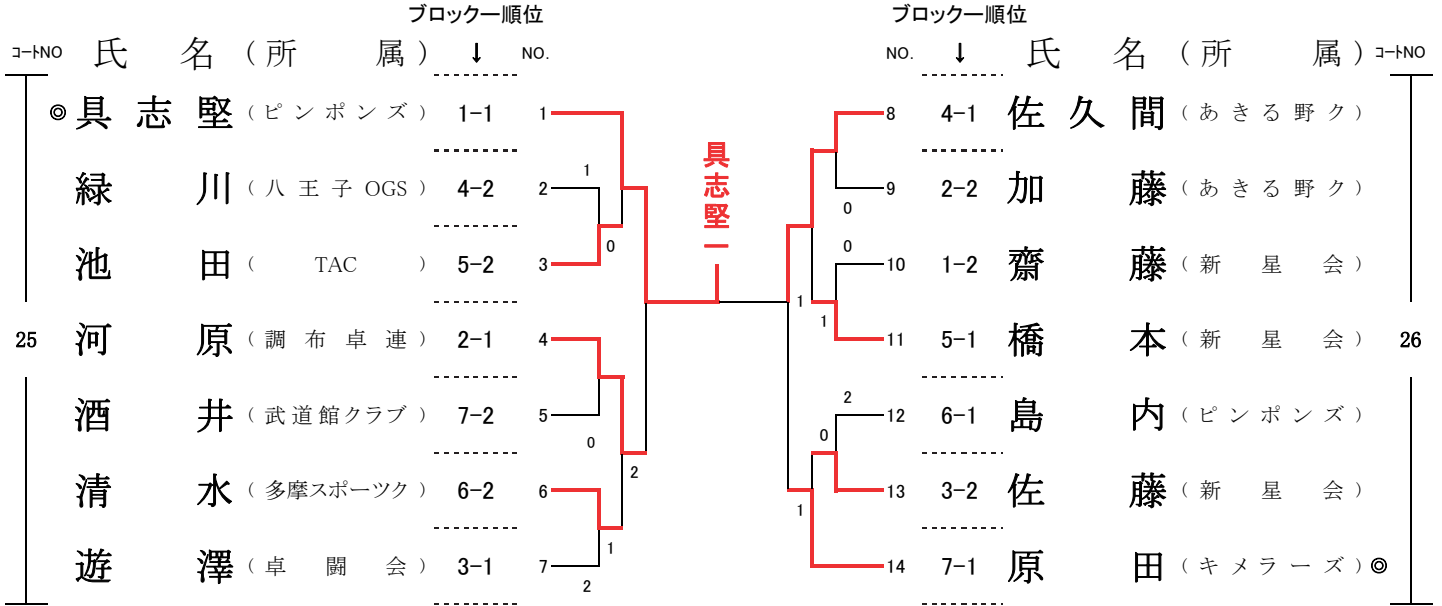 ブロック一順位 ブロック一順位
コートNO 氏 名 (所 属) ↓ NO. NO. ↓ 氏 名 (所 属) コートNO
◎ 具志堅 (ピンポンズ) 1-1 1 8 4-1 佐久間 (あきる野ク)
緑川 (八王子OGS) 4-2 1 2 9 0 2-2 加藤 (あきる野ク)
具志堅一
池田 (TAC) 5-2 3 0 0 10 1-2 齋藤 (新星会)
25 河原 (調布卓連) 2-1 4 1 1 11 5-1 橋本 (新星会) 26
酒井 (武道館クラブ) 7-2 5 0 2 12 6-1 島内 (ピンポンズ)
清水 (多摩スポーツク) 6-2 6 2 0 13 3-2 佐藤 (新星会)
遊澤 (卓闘会) 3-1 7 1 2 1 14 7-1 原田 (キメラーズ) ◎